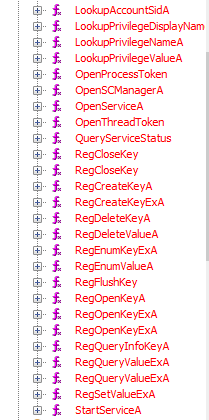 LookupAccountSidA
LookupPrivilegeDisplayNam
LookupPrivilegeNameA
LookupPrivilegeValueA
OpenProcessToken
OpenSCManagerA
OpenServiceA
OpenThreadToken
QueryServiceStatus
RegCloseKey
RegCloseKey
RegCreateKeyA
RegCreateKeyExA
RegDeleteKeyA
RegDeleteValueA
RegEnumKeyExA
RegEnumValueA
RegFlushKey
RegOpenKeyA
RegOpenKeyExA
RegOpenKeyExA
RegQueryInfoKeyA
RegQueryValueExA
RegQueryValueExA
RegSetValueExA
StartServiceA